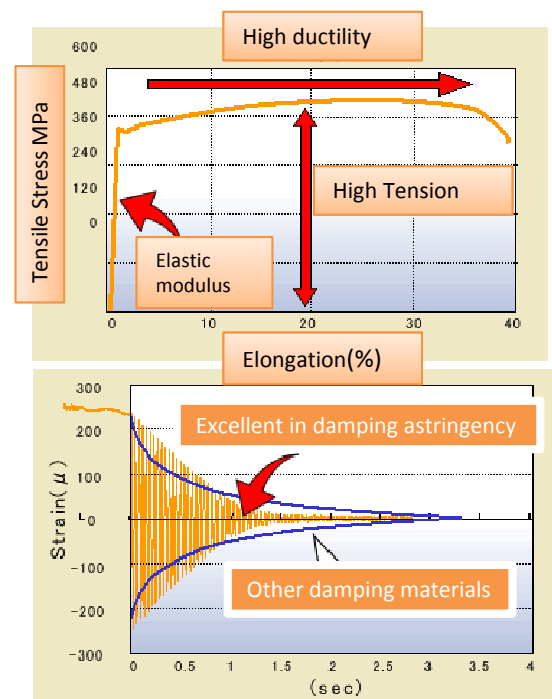 High ductility
Tensile Stress MPa
600
480
360
240
120
0
High Tension
Elastic
modulus
0 10 20 30 40
Elongation(%)
300
200
100
0
-100
-200
-300
Strain(μ)
Excellent in damping astringency
Other damping materials
0 0.5 1 1.5 2 2.5 3 3.5 4
(sec)